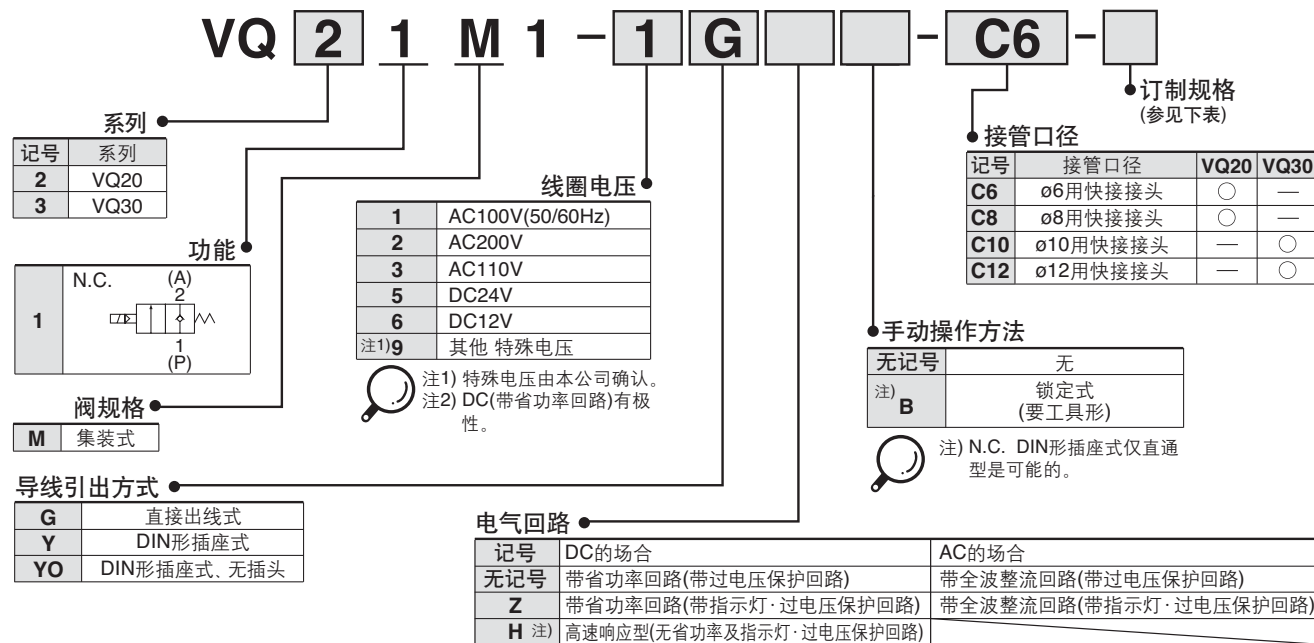 VQ 2 1 M 1 – 1 G – C6 –
系列
记号 系列
2 VQ20
3 VQ30
功能
1 N.C. (A) 2 1 (P)
阀规格
M 集装式
导线引出方式
G 直接出线式
Y DIN形插座式
YO DIN形插座式、无插头
线圈电压
1 AC100V(50/60Hz)
2 AC200V
3 AC110V
5 DC24V
6 DC12V
注1)9 其他 特殊电压
注1) 特殊电压由本公司确认。
注2) DC(带省功率回路)有极
性。
订制规格
(参见下表)
接管口径
记号 接管口径 VQ20 VQ30
C6 ø6用快接接头 ○ —
C8 ø8用快接接头 ○ —
C10 ø10用快接接头 — ○
C12 ø12用快接接头 — ○
手动操作方法
无记号 无
注) B 锁定式
(要工具形)
注) N.C. DIN形插座式仅直通
型是可能的。
电气回路
记号 DC的场合 AC的场合
无记号 带省功率回路(带过电压保护回路) 带全波整流回路(带过电压保护回路)
Z 带省功率回路(带指示灯·过电压保护回路) 带全波整流回路(带指示灯·过电压保护回路)
H 注) 高速响应型(无省功率及指示灯·过电压保护回路)